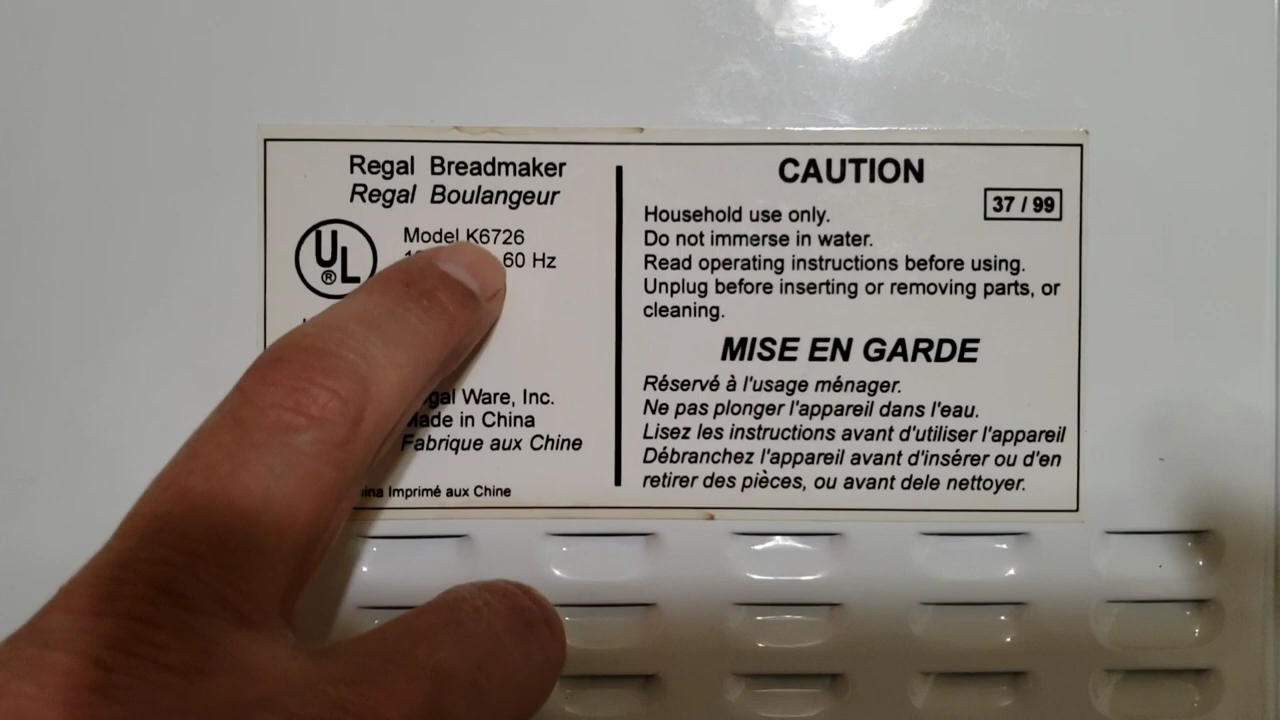 Regal Breadmaker
Regal Boulangeur
UL
®
Model K6726
60 Hz
Ware, Inc.
Made in China
Fabrique aux Chine
Imprimé aux Chine
CAUTION
37 / 99
Household use only.
Do not immerse in water.
Read operating instructions before using.
Unplug before inserting or removing parts, or
cleaning.
MISE EN GARDE
Réservé à l'usage ménager.
Ne pas plonger l'appareil dans l'eau.
Lisez les instructions avant d'utiliser l'appareil
Débranchez l'appareil avant d'insérer ou d'en
retirer des pièces, ou avant dele nettoyer.